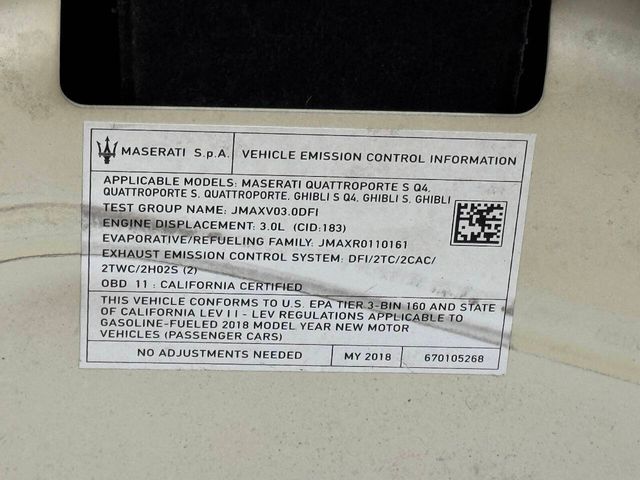 MASERATI S.p.A. VEHICLE EMISSION CONTROL INFORMATION
APPLICABLE MODELS: MASERATI QUATTROPORTE S Q4,
QUATTROPORTE S, QUATTROPORTE, GHIBLI S Q4, GHIBLI S, GHIBLI
TEST GROUP NAME: JMAXV03.0DFI
ENGINE DISPLACEMENT: 3.0L (CID:183)
EVAPORATIVE/REFUELING FAMILY: JMAXR0110161
EXHAUST EMISSION CONTROL SYSTEM: DFI/2TC/2CAC/
2TWC/2HO2S (2)
OBD 11 : CALIFORNIA CERTIFIED
THIS VEHICLE CONFORMS TO U.S. EPA TIER 3-BIN 160 AND STATE
OF CALIFORNIA LEV I I I - LEV REGULATIONS APPLICABLE TO
GASOLINE-FUELED 2018 MODEL YEAR NEW MOTOR
VEHICLES (PASSENGER CARS)
NO ADJUSTMENTS NEEDED MY 2018 670105268